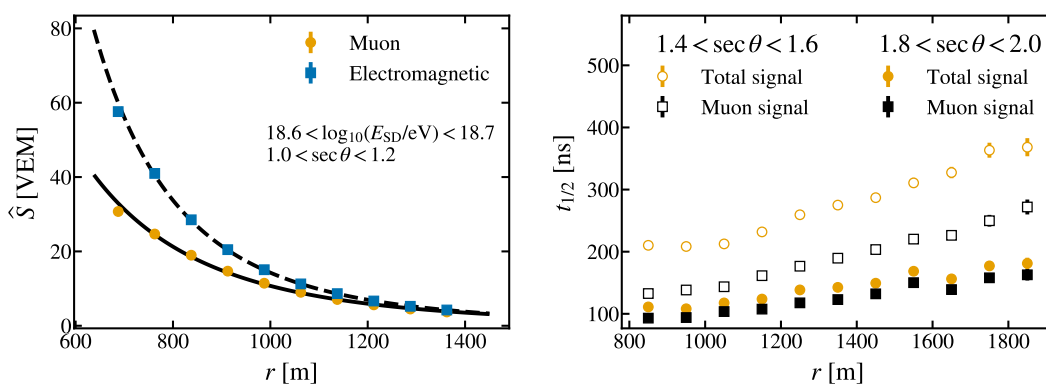 80
60
40
20
0
600
800
1000
1200
1400
r [m]
Ŝ [VEM]
Muon
Electromagnetic
18.6 < log₁₀(E_SD/eV) < 18.7
1.0 < sec θ < 1.2
500
400
300
200
100
800
1000
1200
1400
1600
1800
r [m]
t₁/₂ [ns]
1.4 < sec θ < 1.6
Total signal
Muon signal
1.8 < sec θ < 2.0
Total signal
Muon signal